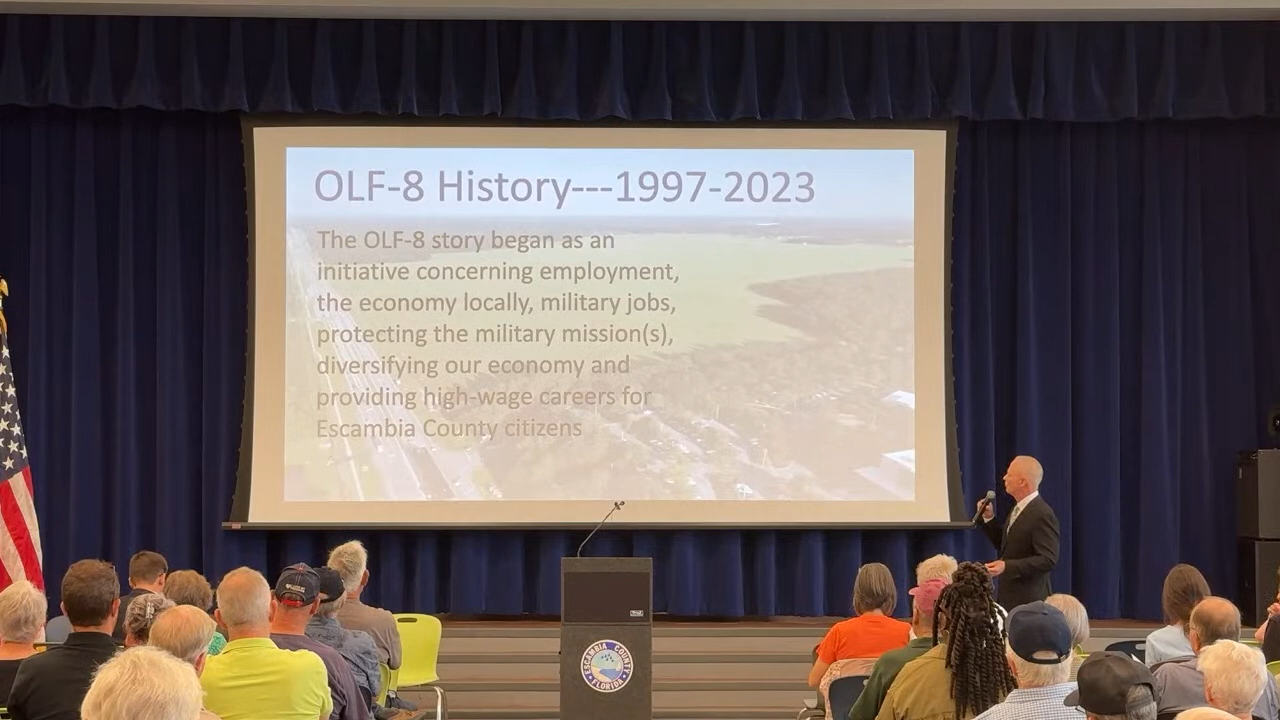 OLF-8 History---1997-2023
The OLF-8 story began as an
initiative concerning employment,
the economy locally, military jobs,
protecting the military mission(s),
diversifying our economy and
providing high-wage careers for
Escambia County citizens
ESCAMBIA COUNTY
FLORIDA